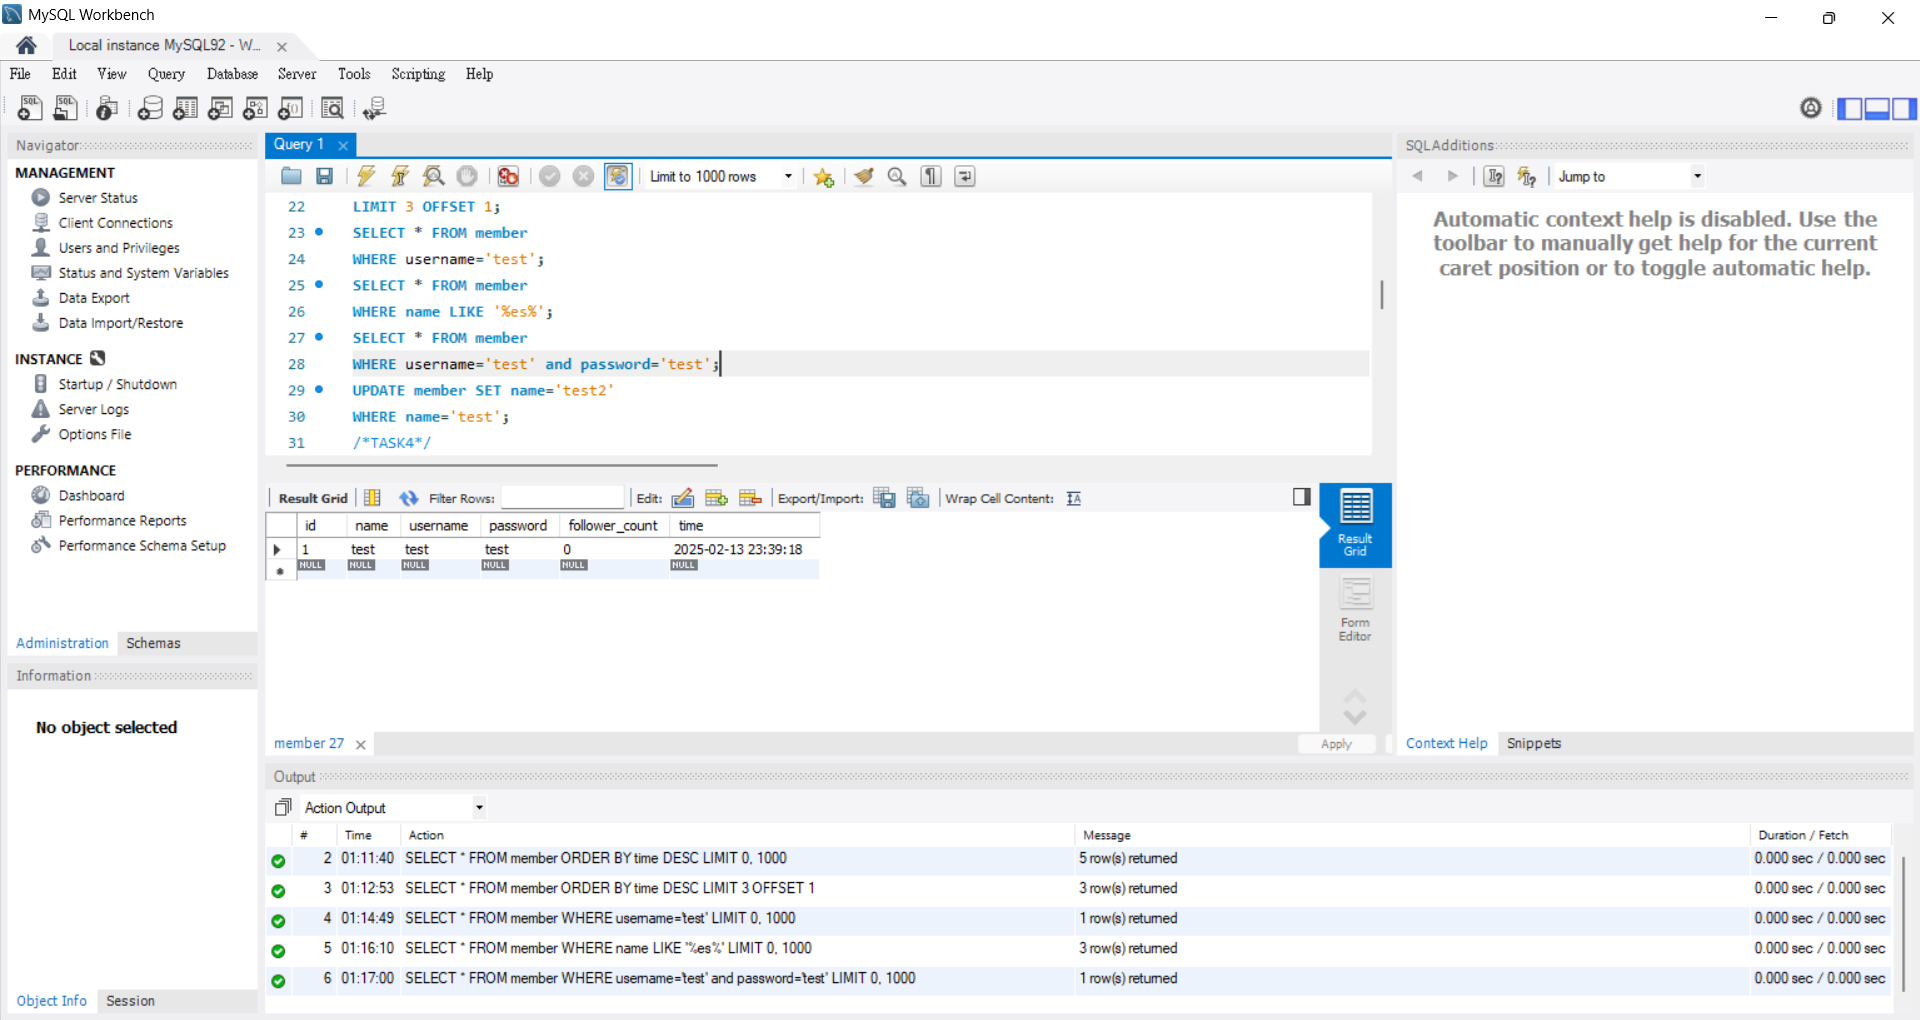 MySQL Workbench
Local instance MySQL92 - W...
File Edit View Query Database Server Tools Scripting Help
Navigator
MANAGEMENT
Server Status
Client Connections
Users and Privileges
Status and System Variables
Data Export
Data Import/Restore
INSTANCE
Startup / Shutdown
Server Logs
Options File
PERFORMANCE
Dashboard
Performance Reports
Performance Schema Setup
Administration Schemas
Information
No object selected
Object Info Session
Query 1
Limit to 1000 rows
22 LIMIT 3 OFFSET 1;
23 SELECT * FROM member
24 WHERE username='test';
25 SELECT * FROM member
26 WHERE name LIKE '%es%';
27 SELECT * FROM member
28 WHERE username='test' and password='test';
29 UPDATE member SET name='test2'
30 WHERE name='test';
31 /*TASK4*/
Result Grid Filter Rows: Edit: Export/Import: Wrap Cell Content:
id name username password follower_count time
1 test test test 0 2025-02-13 23:39:18
NULL NULL NULL NULL NULL NULL
Result Grid
Form Editor
member 27 Apply
SQLAdditions
Jump to
Automatic context help is disabled. Use the
toolbar to manually get help for the current
caret position or to toggle automatic help.
Context Help Snippets
Output
Action Output
# Time Action Message Duration / Fetch
2 01:11:40 SELECT * FROM member ORDER BY time DESC LIMIT 0, 1000 5 row(s) returned 0.000 sec / 0.000 sec
3 01:12:53 SELECT * FROM member ORDER BY time DESC LIMIT 3 OFFSET 1 3 row(s) returned 0.000 sec / 0.000 sec
4 01:14:49 SELECT * FROM member WHERE username='test' LIMIT 0, 1000 1 row(s) returned 0.000 sec / 0.000 sec
5 01:16:10 SELECT * FROM member WHERE name LIKE '%es%' LIMIT 0, 1000 3 row(s) returned 0.000 sec / 0.000 sec
6 01:17:00 SELECT * FROM member WHERE username='test' and password='test' LIMIT 0, 1000 1 row(s) returned 0.000 sec / 0.000 sec